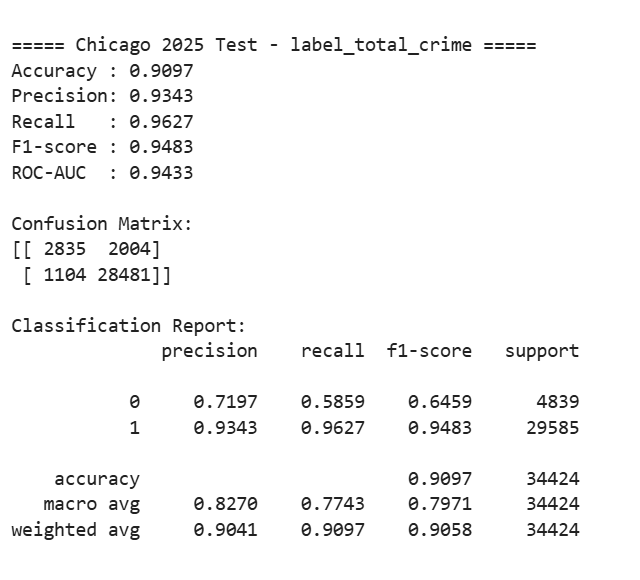 ===== Chicago 2025 Test - label_total_crime =====
Accuracy : 0.9097
Precision: 0.9343
Recall   : 0.9627
F1-score : 0.9483
ROC-AUC  : 0.9433
Confusion Matrix:
[[ 2835  2004]
 [ 1104 28481]]
Classification Report:
              precision    recall  f1-score   support
           0     0.7197    0.5859    0.6459      4839
           1     0.9343    0.9627    0.9483     29585
    accuracy                         0.9097     34424
   macro avg     0.8270    0.7743    0.7971     34424
weighted avg     0.9041    0.9097    0.9058     34424